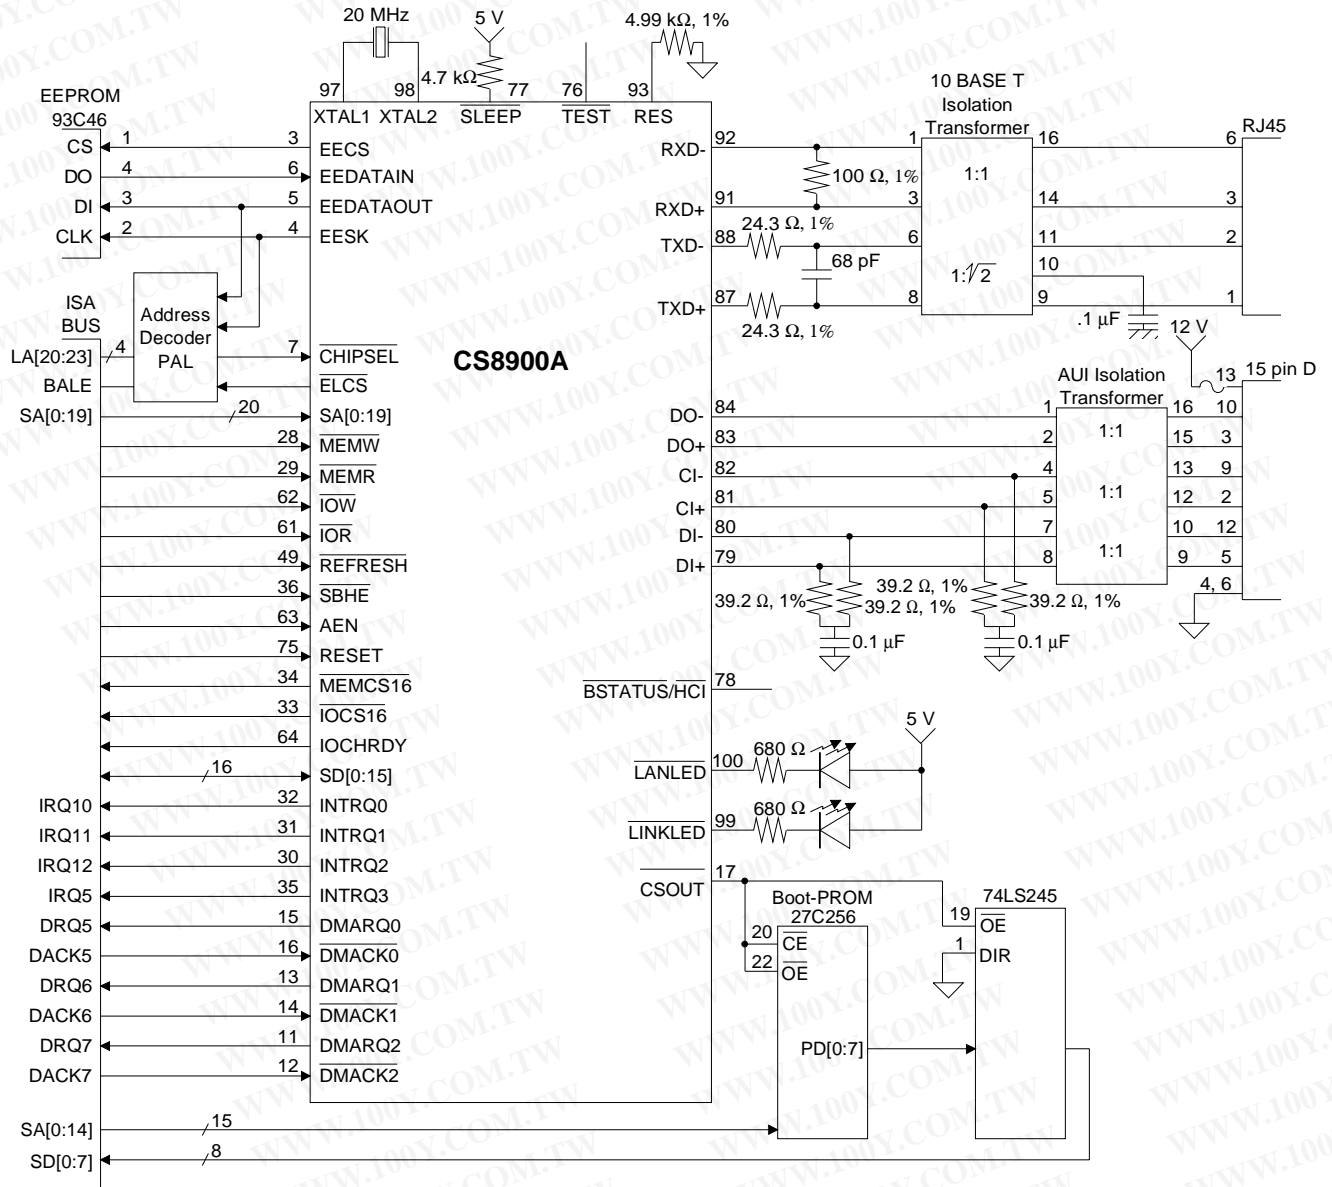 20 MHz
5 V
4.99 kΩ, 1%
4.7 kΩ
97 98 77 76 93
XTAL1 XTAL2 SLEEP TEST RES
EEPROM
93C46
CS 1 3 EECS
DO 4 6 EEDATAIN
DI 3 5 EEDATAOUT
CLK 2 4 EESK
ISA
BUS
Address
Decoder
PAL
LA[20:23] 4 7 CHIPSEL
BALE ELCS
SA[0:19] 20 SA[0:19]
28 MEMW
29 MEMR
62 IOW
61 IOR
49 REFRESH
36 SBHE
63 AEN
75 RESET
34 MEMCS16
33 IOCS16
64 IOCHRDY
16 SD[0:15]
IRQ10 32 INTRQ0
IRQ11 31 INTRQ1
IRQ12 30 INTRQ2
IRQ5 35 INTRQ3
DRQ5 15 DMARQ0
DACK5 16 DMACK0
DRQ6 13 DMARQ1
DACK6 14 DMACK1
DRQ7 11 DMARQ2
DACK7 12 DMACK2
SA[0:14] 15
SD[0:7] 8
CS8900A
10 BASE T
Isolation
Transformer
RJ45
RXD- 92 1 16 6
100 Ω, 1%
1:1
RXD+ 91 3 14 3
24.3 Ω, 1%
TXD- 88 6 11 2
68 pF
1:√2
10
TXD+ 87 8 9 1
24.3 Ω, 1%
.1 µF
12 V
13
15 pin D
AUI Isolation
Transformer
DO- 84 1 16 10
1:1
DO+ 83 2 15 3
CI- 82 4 13 9
1:1
CI+ 81 5 12 2
DI- 80 7 10 12
1:1
DI+ 79 8 9 5
4, 6
39.2 Ω, 1%
39.2 Ω, 1%
39.2 Ω, 1%
39.2 Ω, 1%
0.1 µF
0.1 µF
BSTATUS/HCI 78
5 V
LANLED 100 680 Ω
LINKLED 99 680 Ω
CSOUT 17
Boot-PROM
27C256
20 CE
22 OE
PD[0:7]
74LS245
19 OE
1 DIR
WWW.100Y.COM.TW